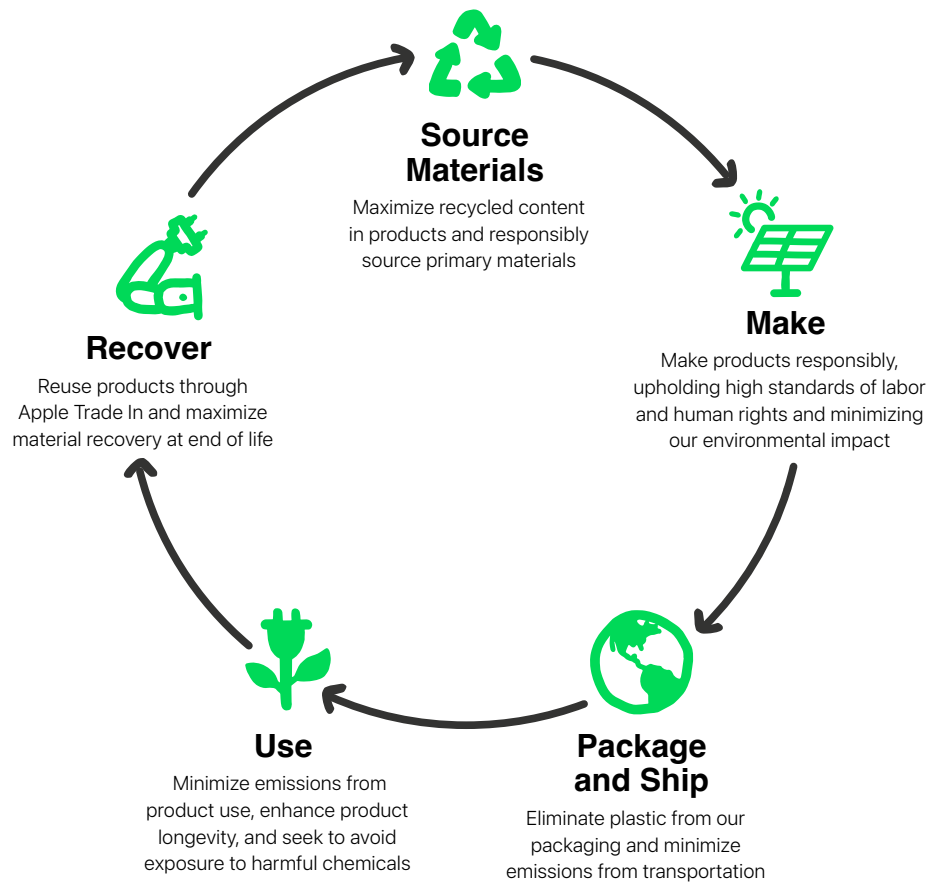 Source
Materials
Maximize recycled content
in products and responsibly
source primary materials
Make
Make products responsibly,
upholding high standards of labor
and human rights and minimizing
our environmental impact
Package
and Ship
Eliminate plastic from our
packaging and minimize
emissions from transportation
Use
Minimize emissions from
product use, enhance product
longevity, and seek to avoid
exposure to harmful chemicals
Recover
Reuse products through
Apple Trade In and maximize
material recovery at end of life